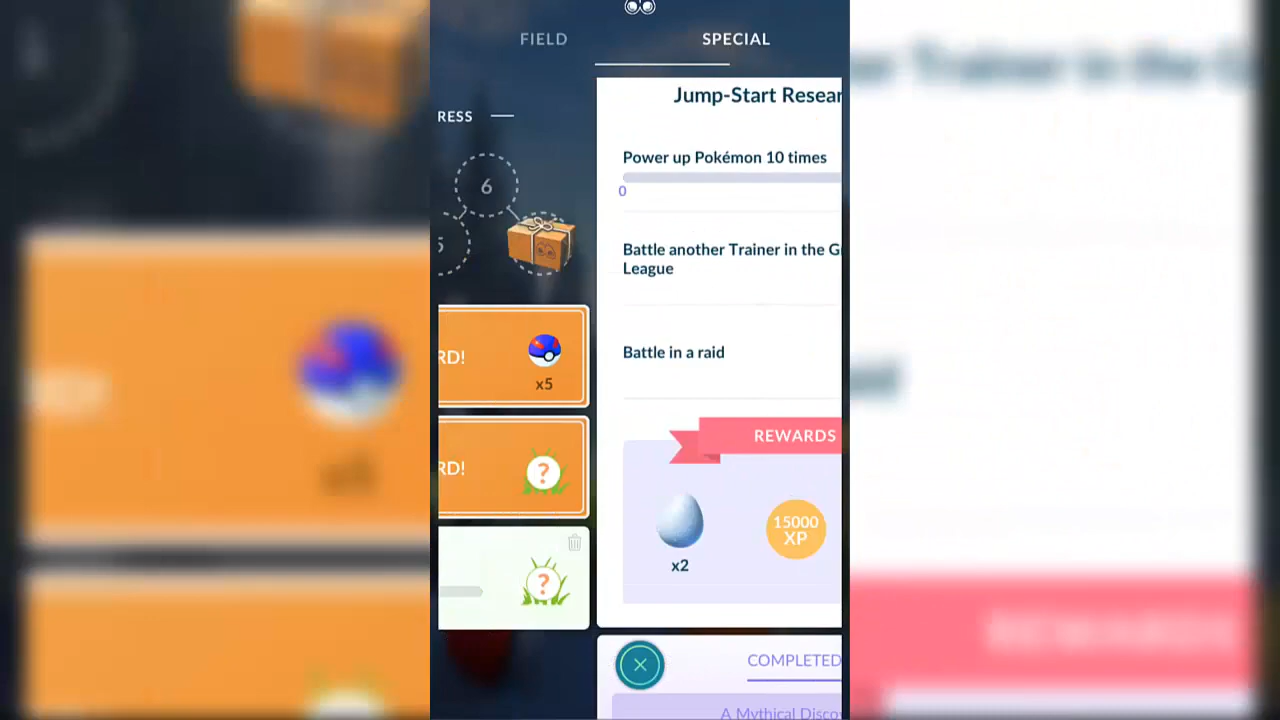 FIELD
SPECIAL
Jump-Start Resear
RESS
6
5
Power up Pokémon 10 times
0
Battle another Trainer in the G
League
RD!
x5
Battle in a raid
REWARDS
RD!
?
15000
XP
x2
?
COMPLETED
A Mythical Disco